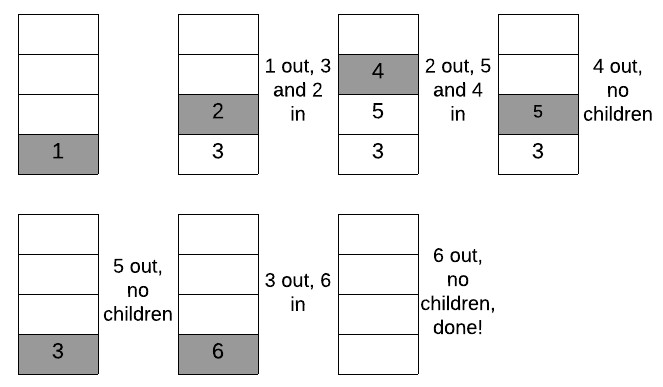 1
2
3
1 out, 3
and 2
in
4
5
3
2 out, 5
and 4
in
5
3
4 out,
no
children
3
5 out,
no
children
6
3 out, 6
in
6 out,
no
children,
done!